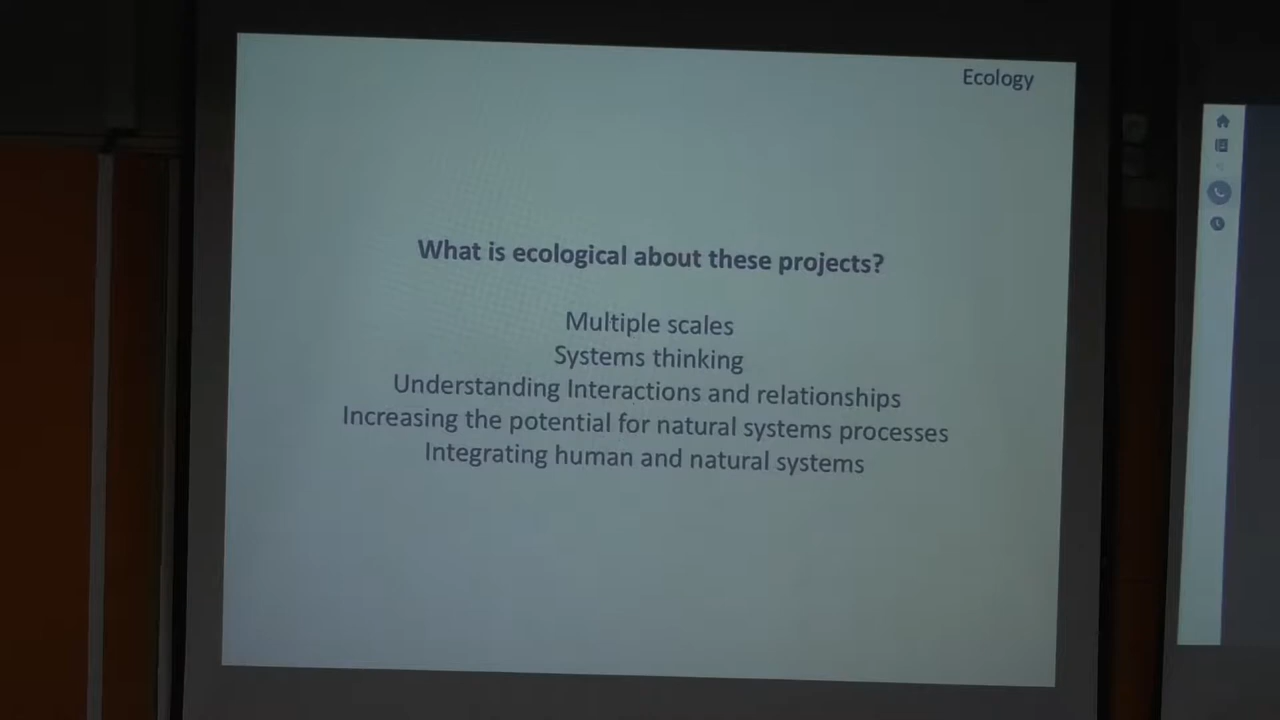 Ecology
What is ecological about these projects?
Multiple scales
Systems thinking
Understanding Interactions and relationships
Increasing the potential for natural systems processes
Integrating human and natural systems